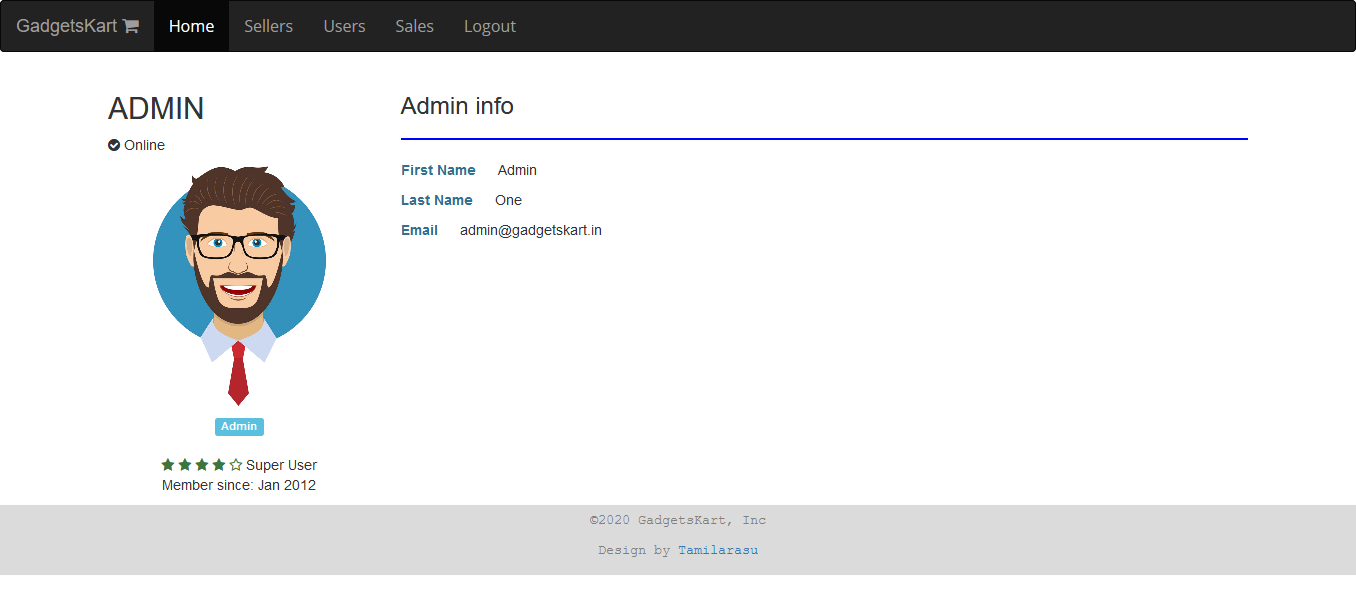 GadgetsKart Home Sellers Users Sales Logout
ADMIN
Online
Admin
Super User
Member since: Jan 2012
Admin info
First Name Admin
Last Name One
Email admin@gadgetskart.in
©2020 GadgetsKart, Inc
Design by Tamilarasu